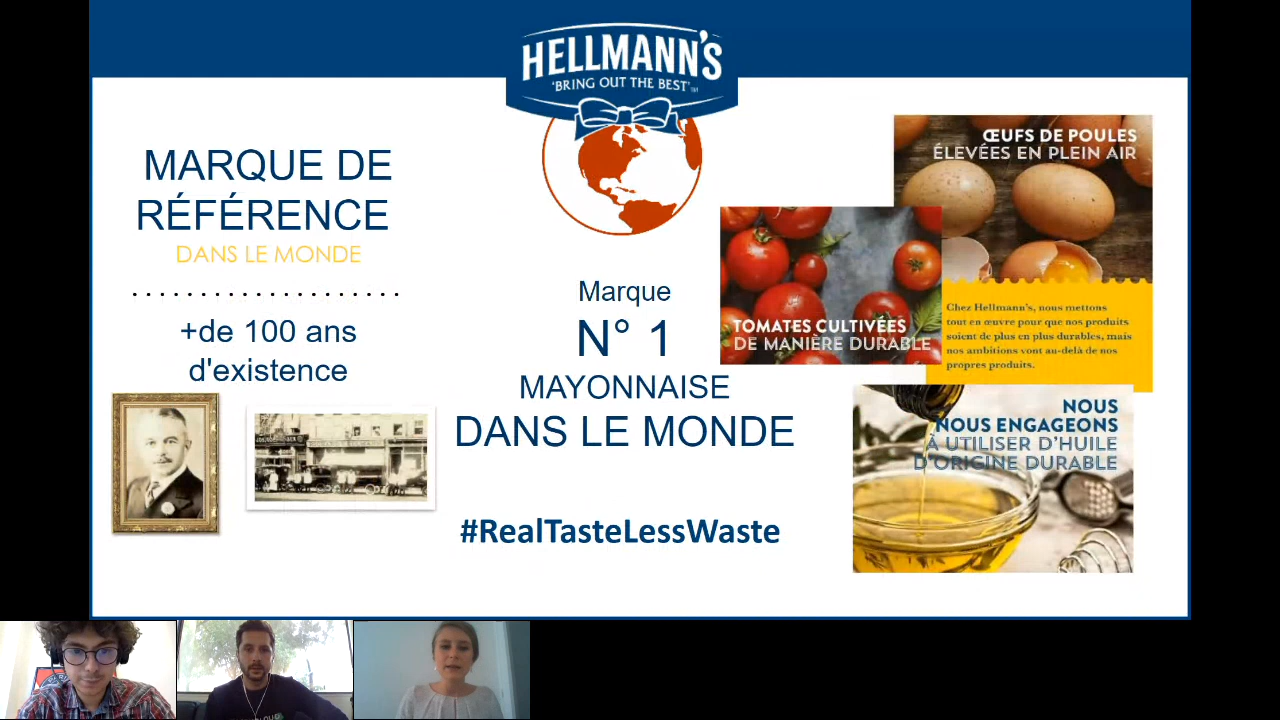 HELLMANN'S
'BRING OUT THE BEST'™
MARQUE DE
RÉFÉRENCE
DANS LE MONDE
+de 100 ans
d'existence
Marque
N° 1
MAYONNAISE
DANS LE MONDE
#RealTasteLessWaste
ŒUFS DE POULES
ÉLEVÉES EN PLEIN AIR
TOMATES CULTIVÉES
DE MANIÈRE DURABLE
Chez Hellmann's, nous mettons
tout en œuvre pour que nos produits
soient de plus en plus durables, mais
nos ambitions vont au-delà de nos
propres produits.
NOUS
NOUS ENGAGEONS
À UTILISER D'HUILE
D'ORIGINE DURABLE